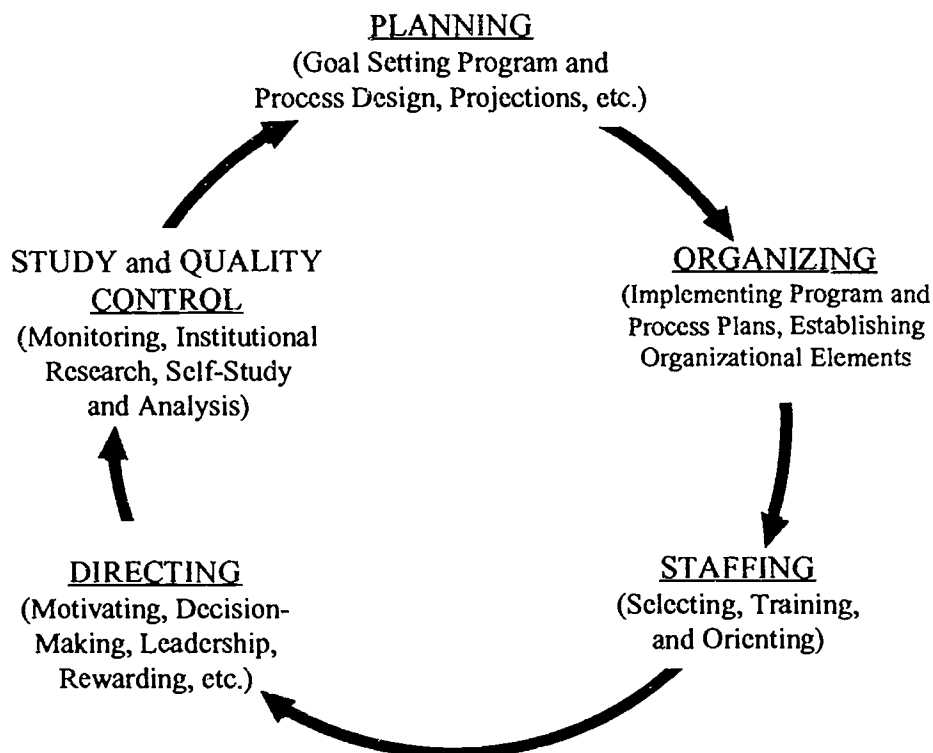 PLANNING
(Goal Setting Program and
Process Design, Projections, etc.)
ORGANIZING
(Implementing Program and
Process Plans, Establishing
Organizational Elements
STAFFING
(Selecting, Training,
and Orienting)
DIRECTING
(Motivating, Decision-
Making, Leadership,
Rewarding, etc.)
STUDY and QUALITY
CONTROL
(Monitoring, Institutional
Research, Self-Study
and Analysis)